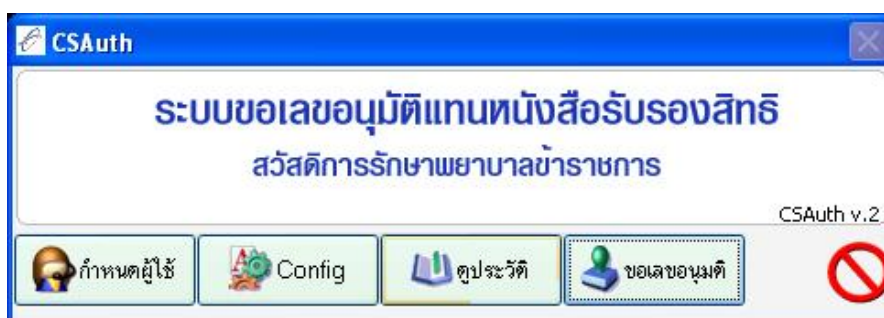 CSAuth
ระบบขอเลขอนุมัติแทนหนังสือรับรองสิทธิ
สวัสดิการรักษาพยาบาลข้าราชการ
CSAuth v.2
กำหนดผู้ใช้ Config ดูประวัติ ขอเลขอนุมติ